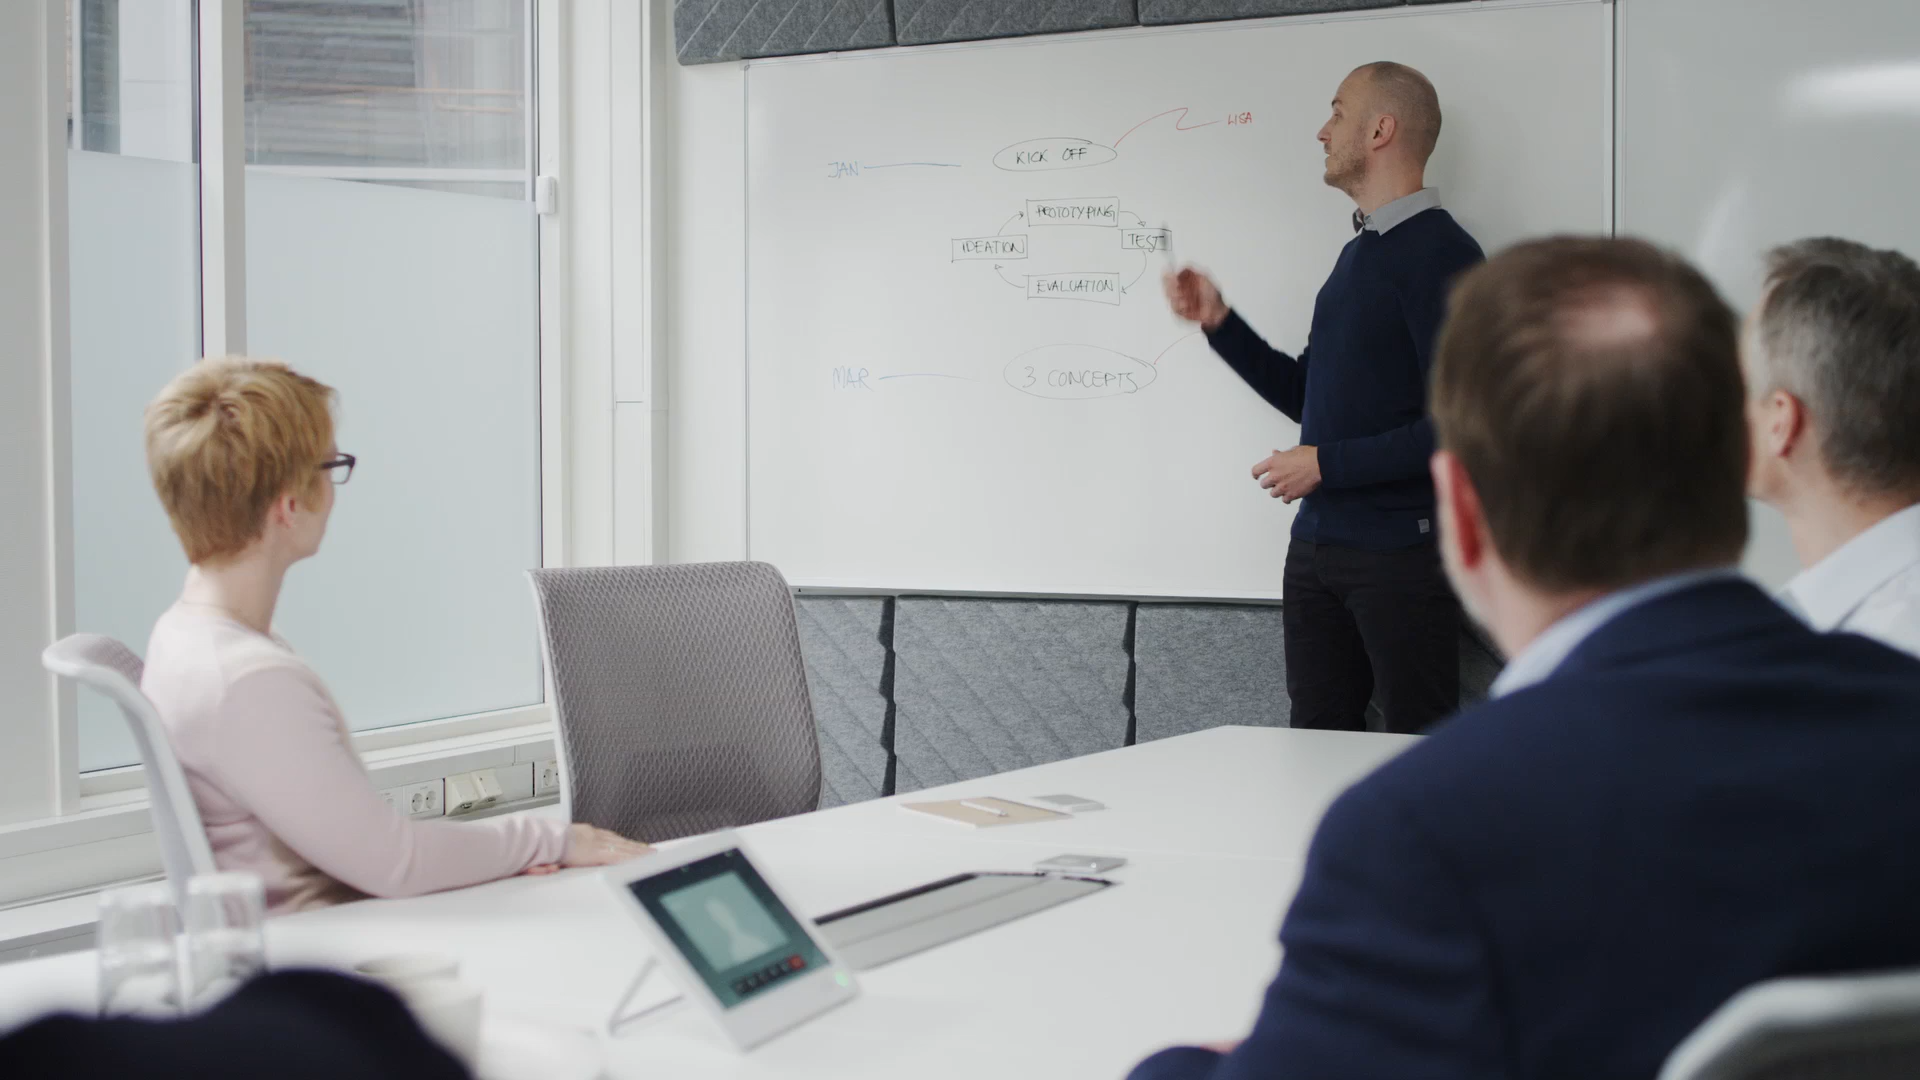 LISA
JAN
KICK OFF
PROTOTYPING
IDEATION
TEST
EVALUATION
MAR
3 CONCEPTS